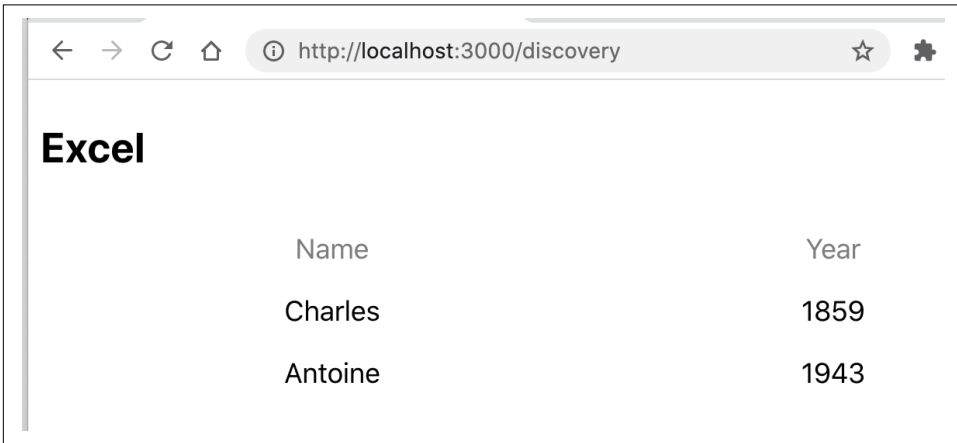 http://localhost:3000/discovery
Excel
Name Year
Charles 1859
Antoine 1943